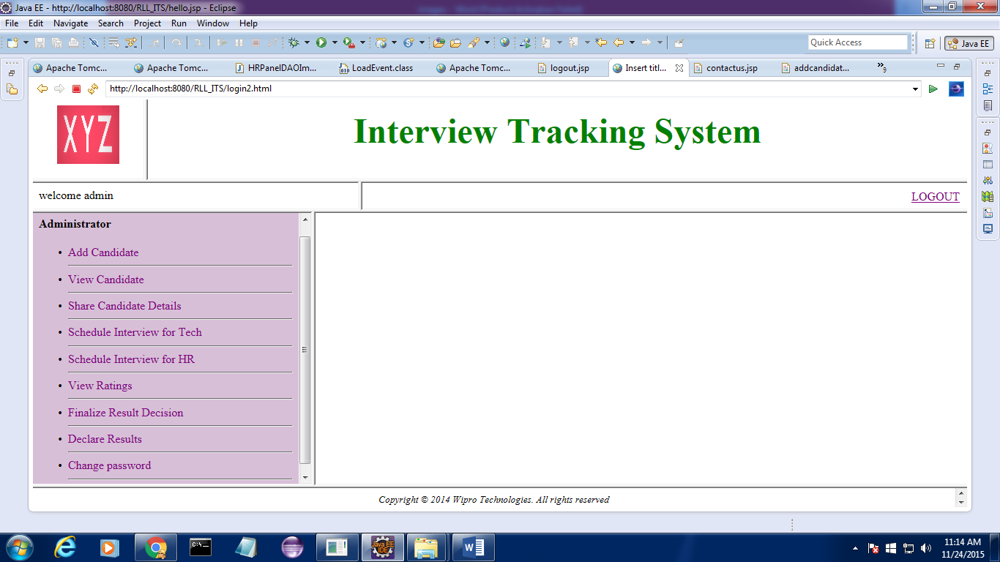 Java EE - http://localhost:8080/RLL_ITS/hello.jsp - Eclipse
File Edit Navigate Search Project Run Window Help
Quick Access
Java EE
Apache Tomc... Apache Tomc... HRPanelDAOIm... LoadEvent.class Apache Tomc... logout.jsp Insert titl... contactus.jsp addcandidat... »5
http://localhost:8080/RLL_ITS/login2.html
XYZ
Interview Tracking System
welcome admin
LOGOUT
Administrator
• Add Candidate
• View Candidate
• Share Candidate Details
• Schedule Interview for Tech
• Schedule Interview for HR
• View Ratings
• Finalize Result Decision
• Declare Results
• Change password
Copyright © 2014 Wipro Technologies. All rights reserved
Java EE
IDE
11:14 AM
11/24/2015